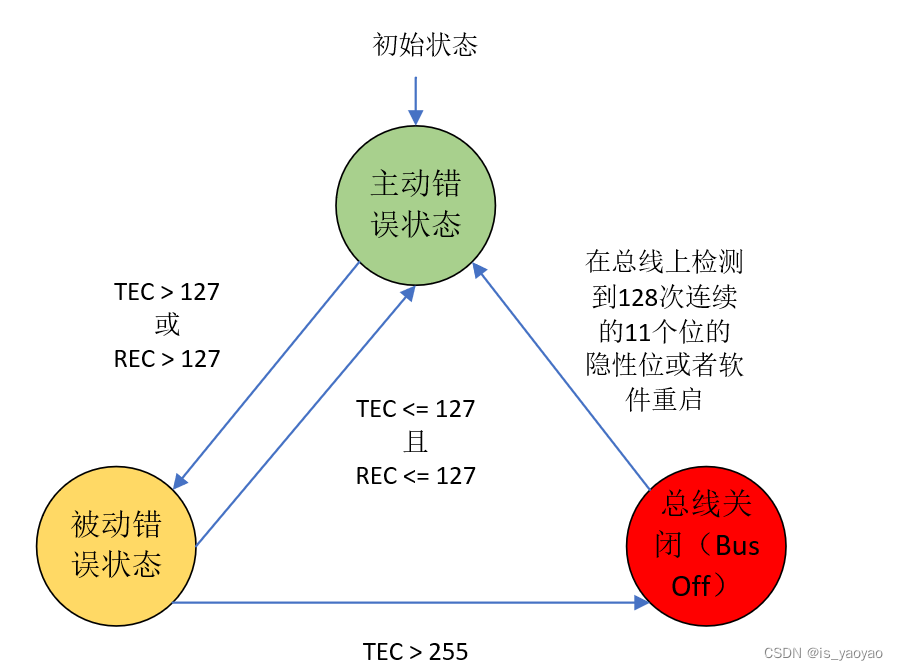 初始状态
主动错
误状态
TEC > 127
或
REC > 127
在总线上检测
到128次连续
的11个位的
隐性位或者软
件重启
TEC <= 127
且
REC <= 127
被动错
误状态
总线关
闭（Bus
Off）
TEC > 255
CSDN @is_yaoyao